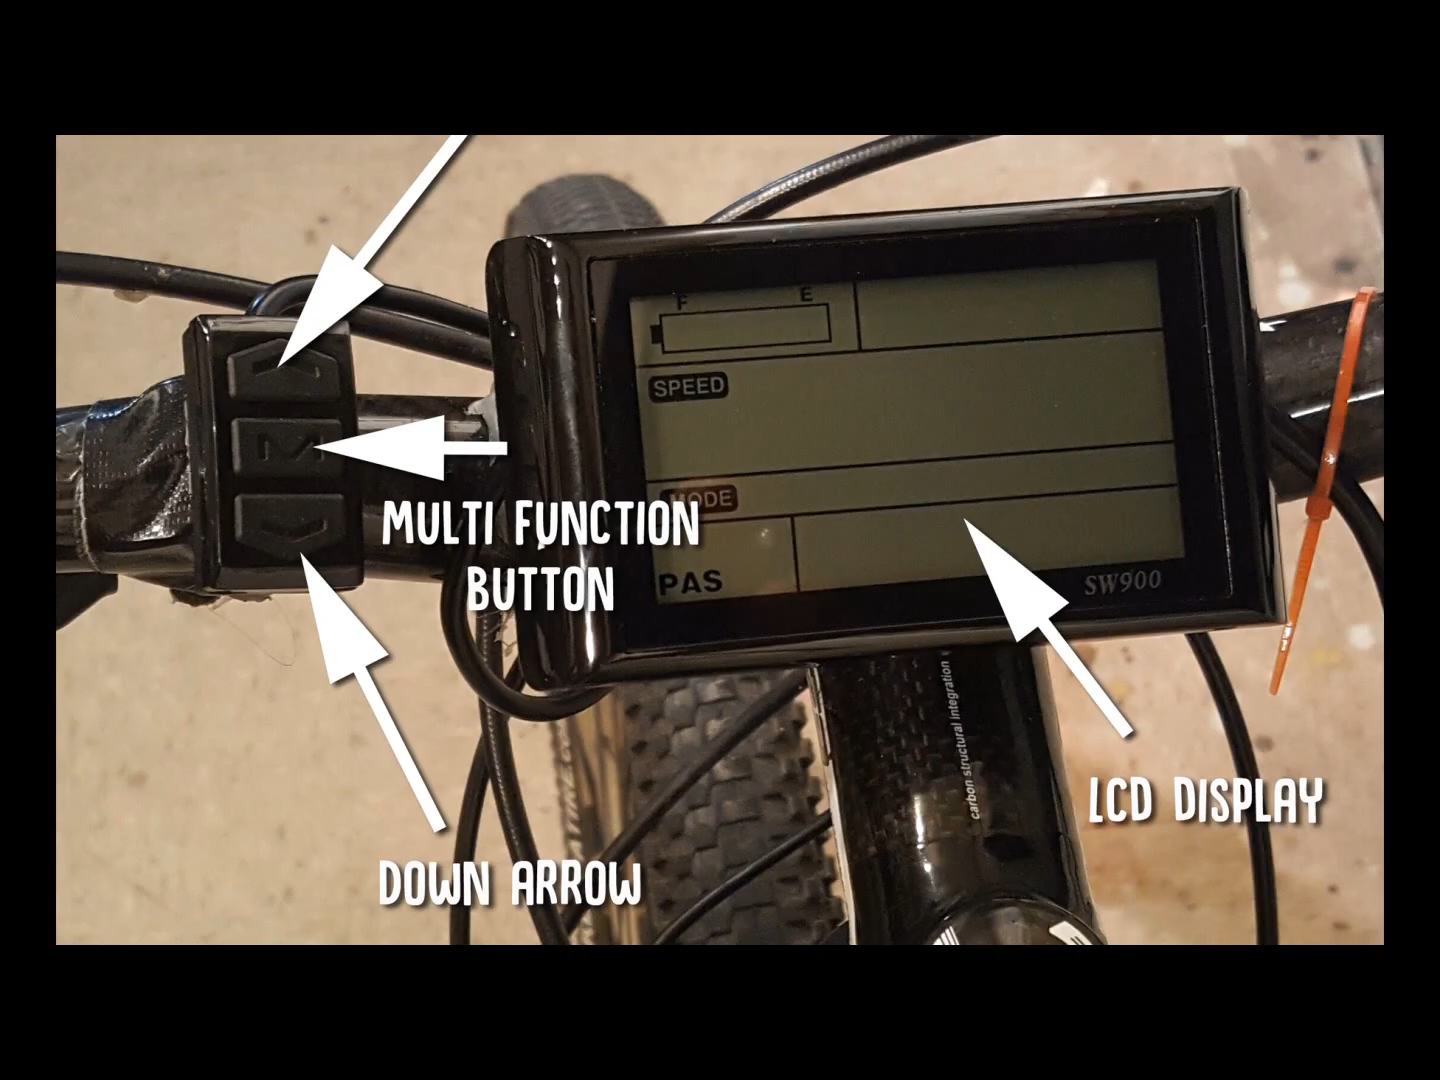 F E
SPEED
M
MULTI FUNCTION
BUTTON
MODE
PAS
SW900
carbon structural integration
LCD DISPLAY
DOWN ARROW